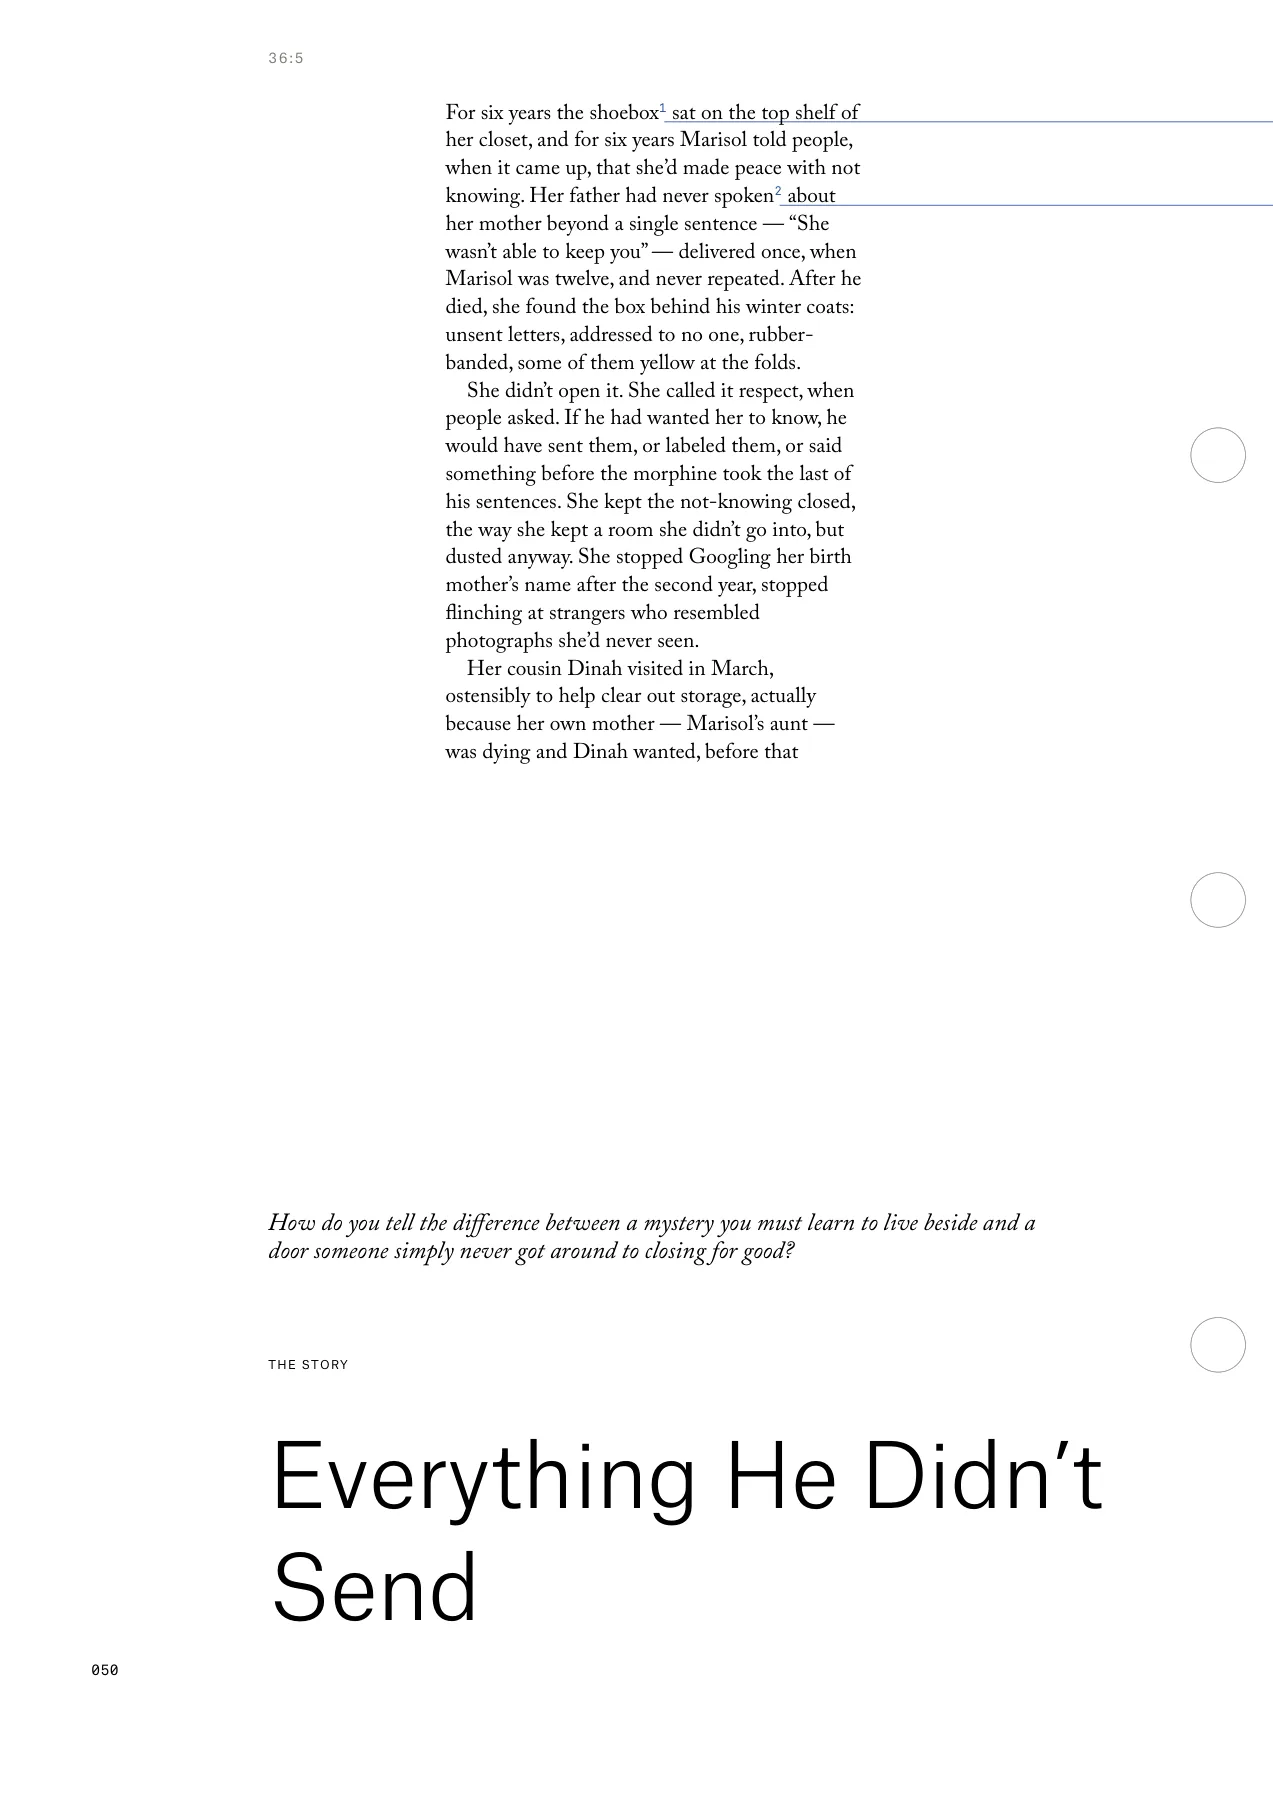 36:5
For six years the shoebox1 sat on the top shelf of
her closet, and for six years Marisol told people,
when it came up, that she’d made peace with not
knowing. Her father had never spoken2 about
her mother beyond a single sentence — “She
wasn’t able to keep you” — delivered once, when
Marisol was twelve, and never repeated. After he
died, she found the box behind his winter coats:
unsent letters, addressed to no one, rubber-
banded, some of them yellow at the folds.
She didn’t open it. She called it respect, when
people asked. If he had wanted her to know, he
would have sent them, or labeled them, or said
something before the morphine took the last of
his sentences. She kept the not-knowing closed,
the way she kept a room she didn’t go into, but
dusted anyway. She stopped Googling her birth
mother’s name after the second year, stopped
flinching at strangers who resembled
photographs she’d never seen.
Her cousin Dinah visited in March,
ostensibly to help clear out storage, actually
because her own mother — Marisol’s aunt —
was dying and Dinah wanted, before that
How do you tell the difference between a mystery you must learn to live beside and a
door someone simply never got around to closing for good?
THE STORY
Everything He Didn’t
Send
050